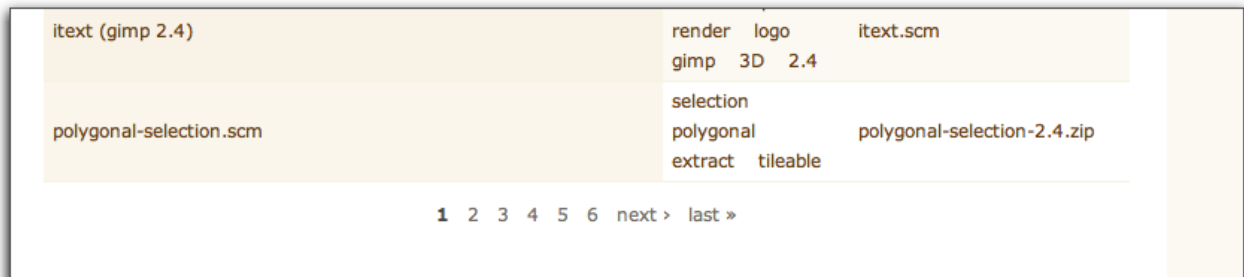 itext (gimp 2.4)
render logo
gimp 3D 2.4
itext.scm
polygonal-selection.scm
selection
polygonal
extract tileable
polygonal-selection-2.4.zip
1 2 3 4 5 6 next › last »